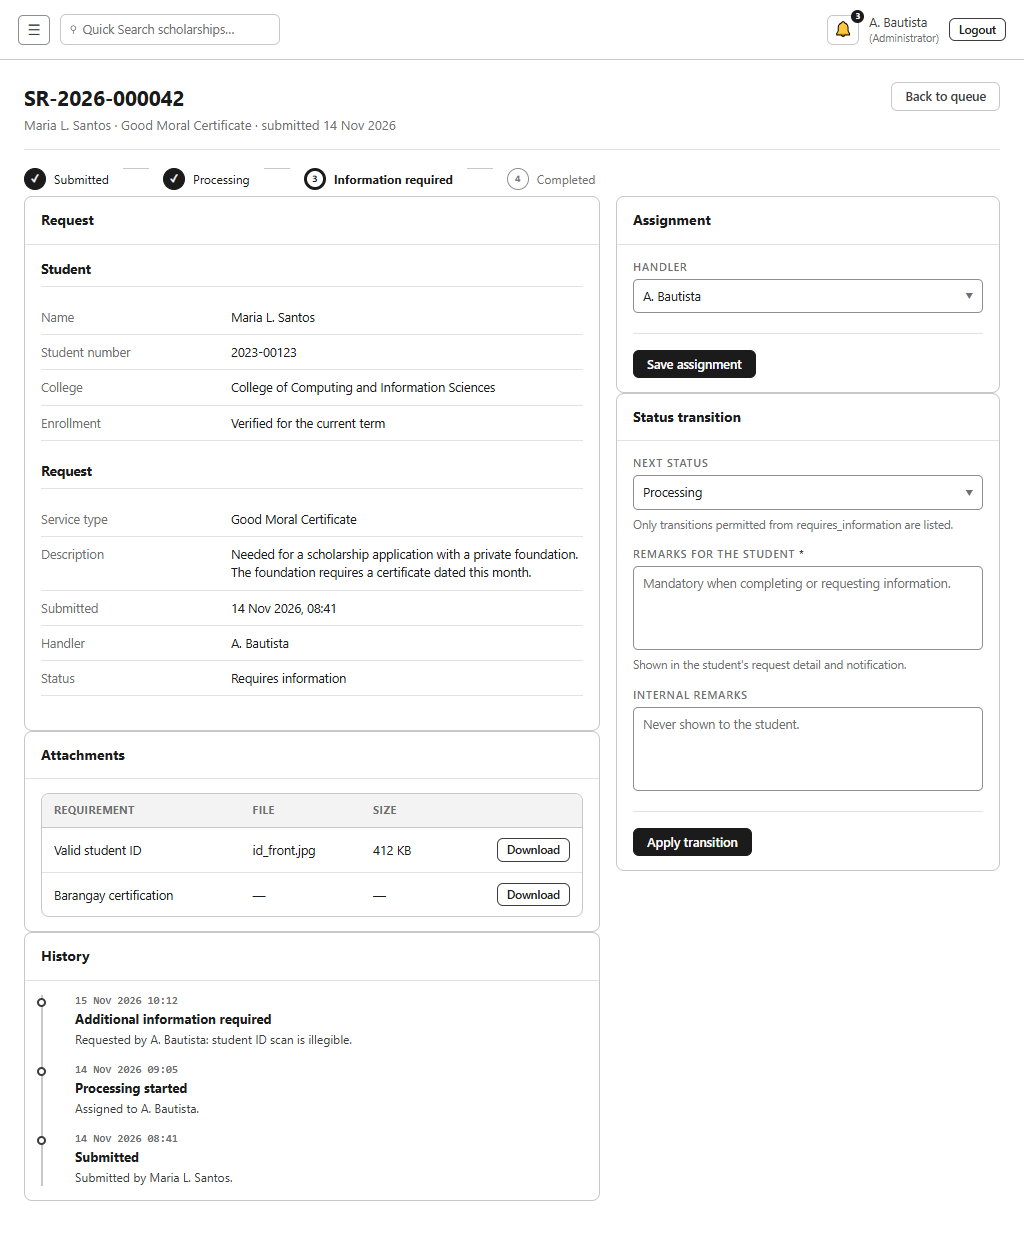 ☰
Quick Search scholarships...
3
A. Bautista
(Administrator)
Logout
SR-2026-000042
Back to queue
Maria L. Santos · Good Moral Certificate · submitted 14 Nov 2026
✓ Submitted
✓ Processing
3 Information required
4 Completed
Request
Student
Name Maria L. Santos
Student number 2023-00123
College College of Computing and Information Sciences
Enrollment Verified for the current term
Request
Service type Good Moral Certificate
Description Needed for a scholarship application with a private foundation.
The foundation requires a certificate dated this month.
Submitted 14 Nov 2026, 08:41
Handler A. Bautista
Status Requires information
Attachments
REQUIREMENT FILE SIZE
Valid student ID id_front.jpg 412 KB Download
Barangay certification — — Download
History
15 Nov 2026 10:12
Additional information required
Requested by A. Bautista: student ID scan is illegible.
14 Nov 2026 09:05
Processing started
Assigned to A. Bautista.
14 Nov 2026 08:41
Submitted
Submitted by Maria L. Santos.
Assignment
HANDLER
A. Bautista
Save assignment
Status transition
NEXT STATUS
Processing
Only transitions permitted from requires_information are listed.
REMARKS FOR THE STUDENT *
Mandatory when completing or requesting information.
Shown in the student's request detail and notification.
INTERNAL REMARKS
Never shown to the student.
Apply transition